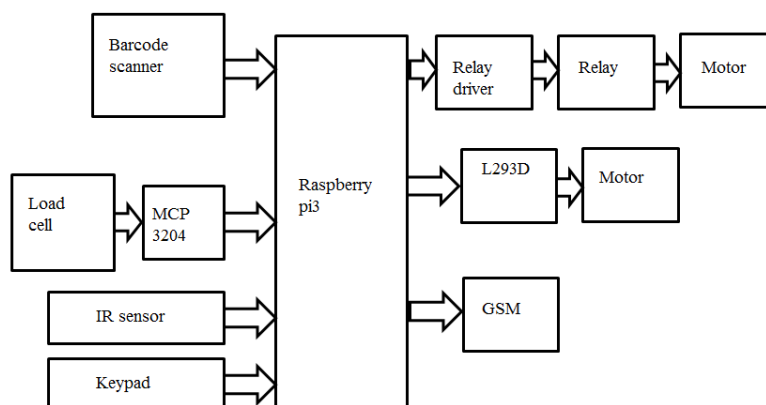 Barcode
scanner
Relay
driver
Relay
Motor
Load
cell
MCP
3204
Raspberry
pi3
L293D
Motor
IR sensor
GSM
Keypad